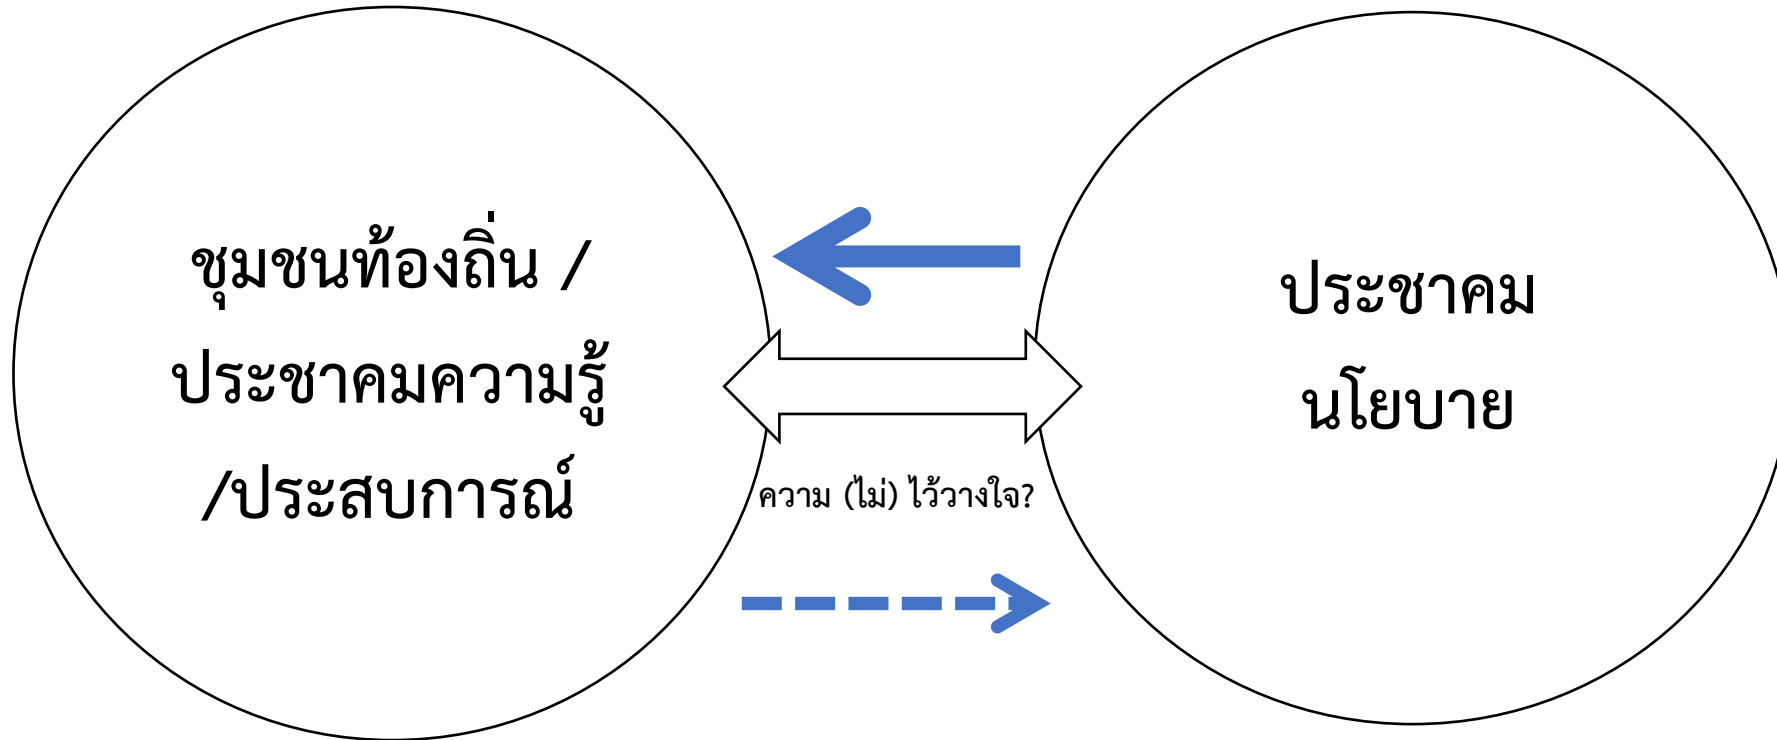 ชุมชนท้องถิ่น /
ประชาคมความรู้
/ประสบการณ์
ความ (ไม่) ไว้วางใจ?
ประชาคม
นโยบาย